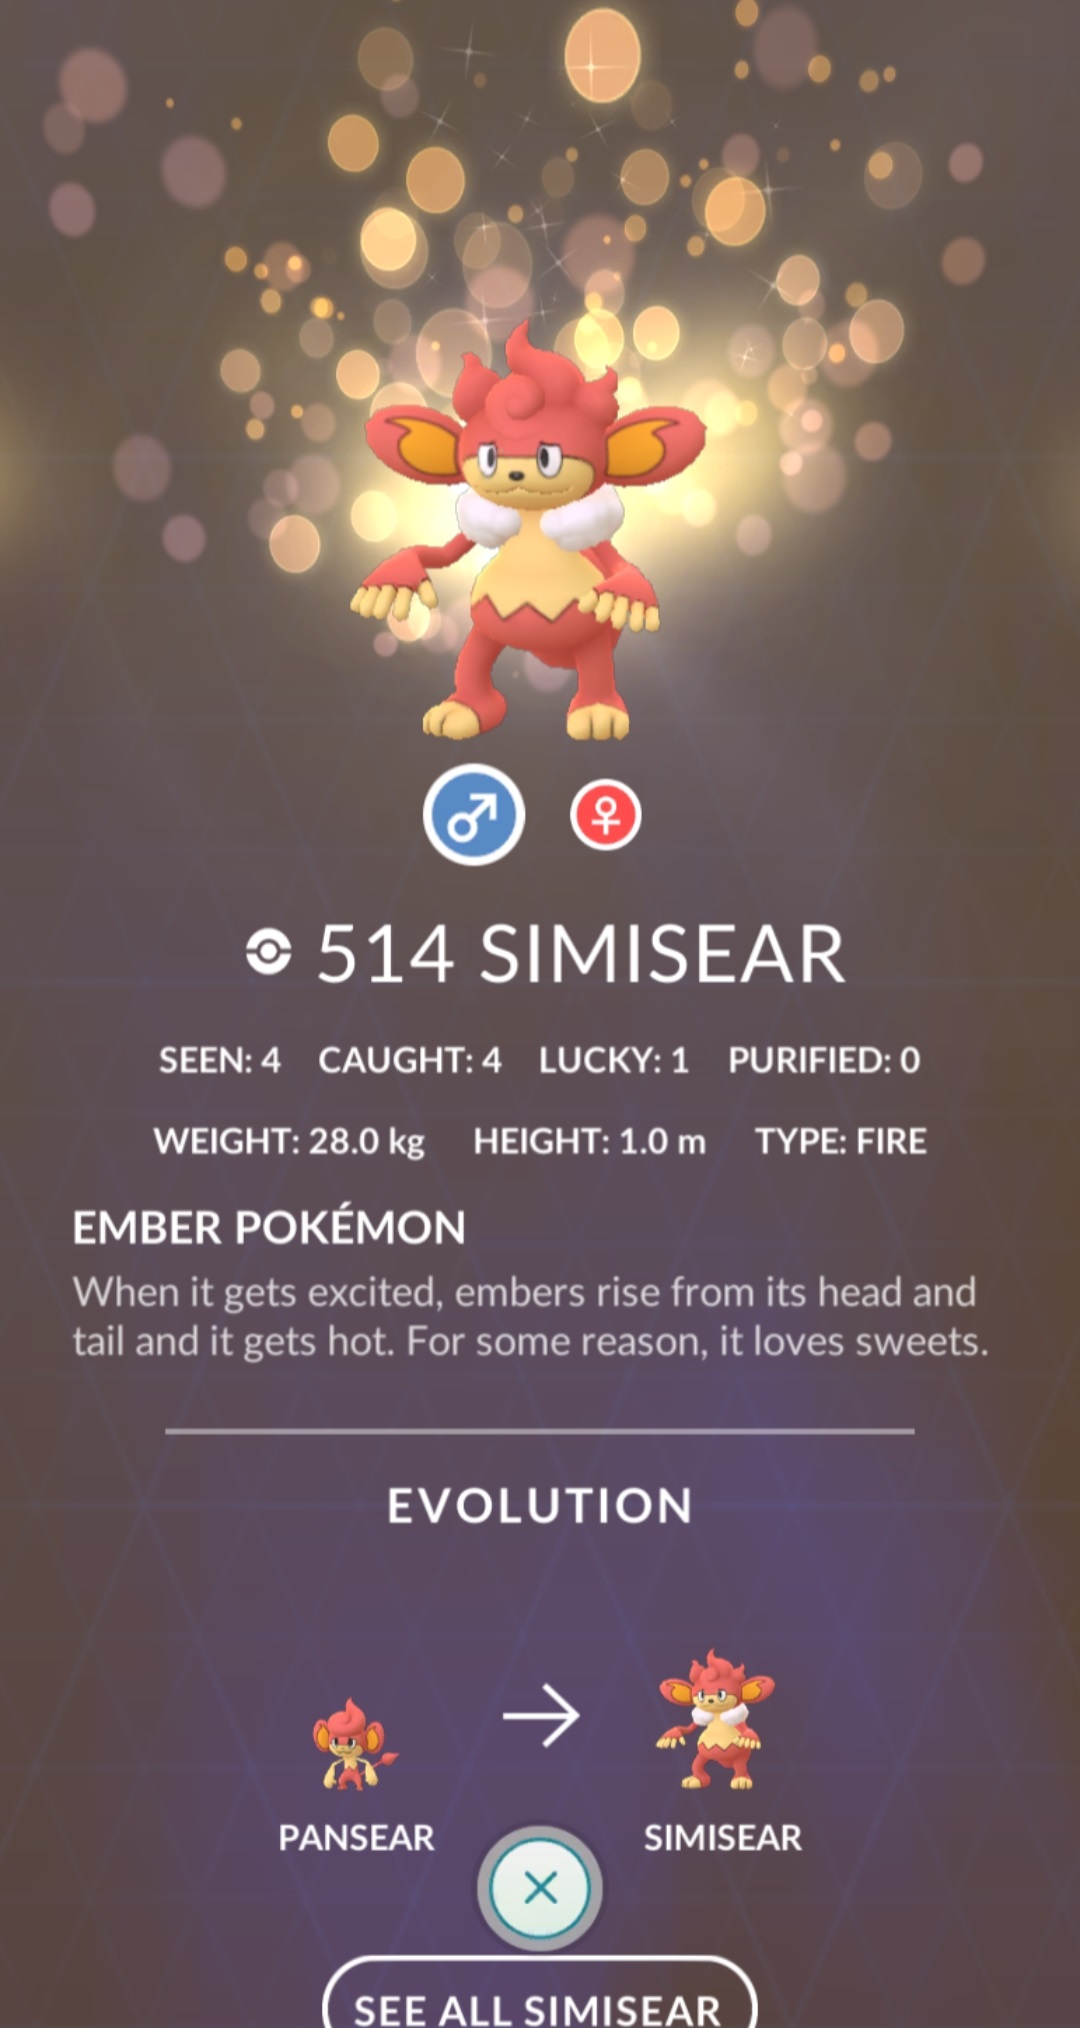 514 SIMISEAR
SEEN: 4 CAUGHT: 4 LUCKY: 1 PURIFIED: 0
WEIGHT: 28.0 kg HEIGHT: 1.0 m TYPE: FIRE
EMBER POKÉMON
When it gets excited, embers rise from its head and
tail and it gets hot. For some reason, it loves sweets.
EVOLUTION
PANSEAR SIMISEAR
SEE ALL SIMISEAR